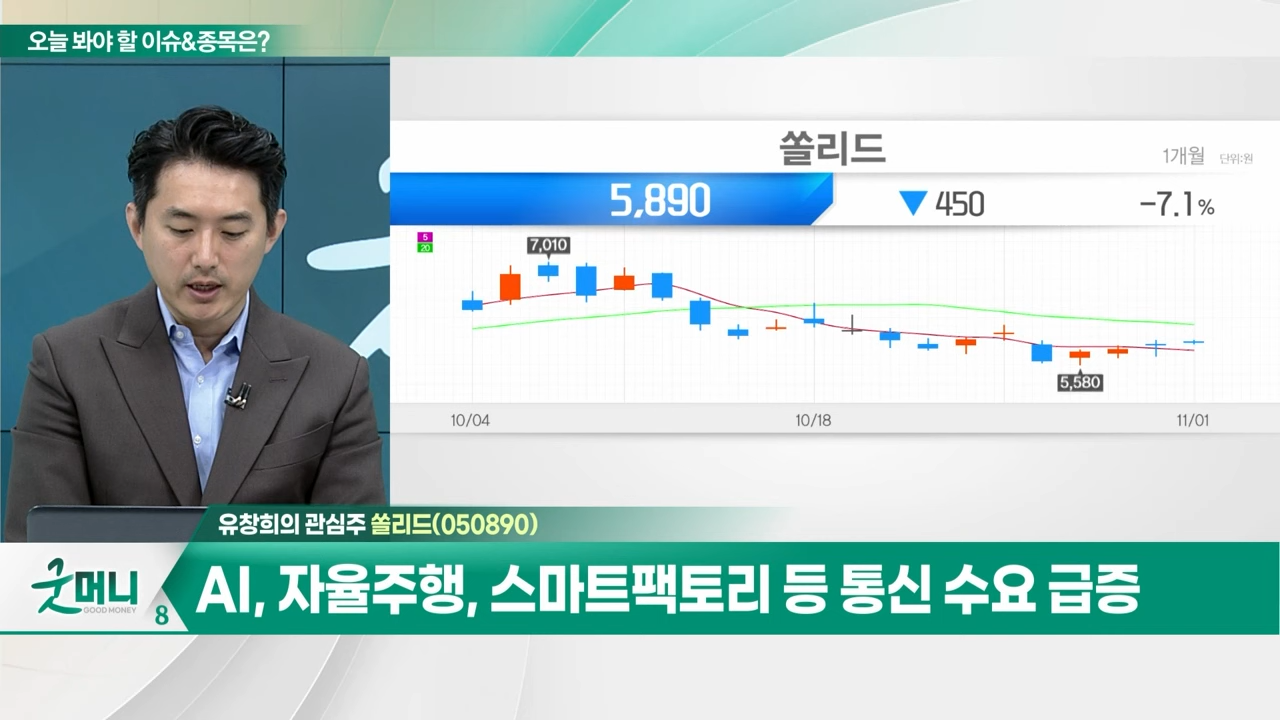 오늘 봐야 할 이슈&종목은?
쏠리드
1개월 단위:원
5,890 ▼450 -7.1%
5
20
7,010
5,580
10/04 10/18 11/01
유창희의 관심주 쏠리드(050890)
굿머니
GOOD MONEY
8
AI, 자율주행, 스마트팩토리 등 통신 수요 급증